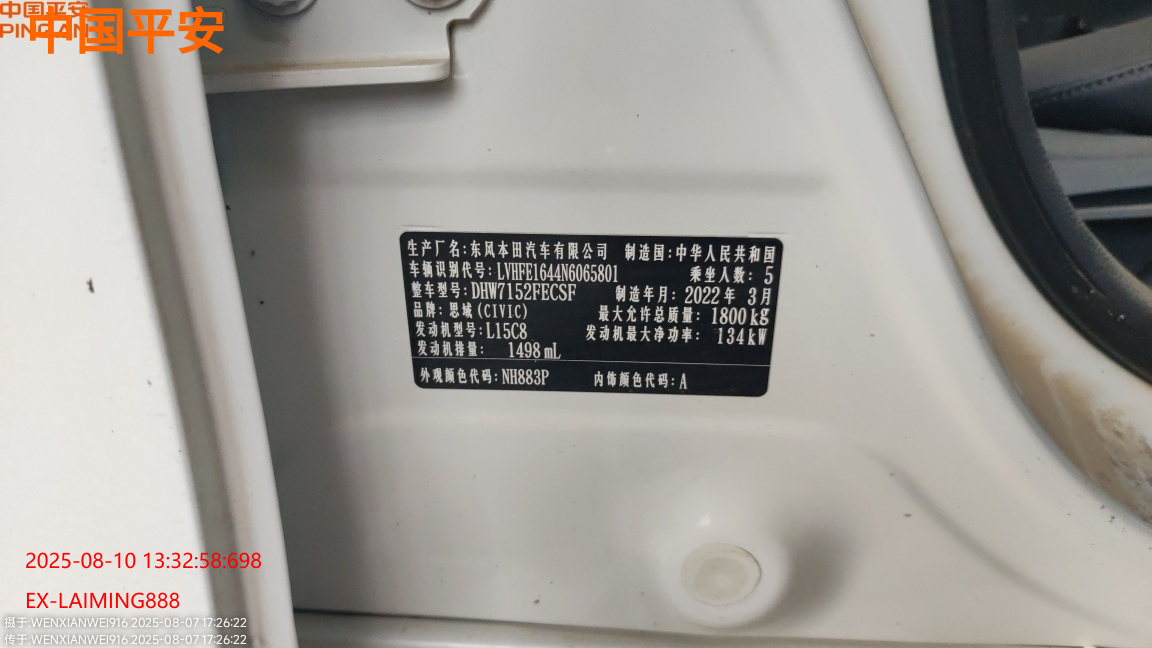 中国平安
PING AN
中国平安
生产厂名:东风本田汽车有限公司 制造国:中华人民共和国
车辆识别代号:LVHFE1644N6065801 乘坐人数: 5
整车型号:DHW7152FECSF 制造年月: 2022年 3月
品牌: 思域(CIVIC) 最大允许总质量: 1800kg
发动机型号:L15C8 发动机最大净功率: 134kW
发动机排量: 1498mL
外观颜色代码:NH883P 内饰颜色代码:A
2025-08-10 13:32:58:698
EX-LAIMING888
摄于:WENXIANWEI916 2025-08-07 17:26:22
传于:WENXIANWEI916 2025-08-07 17:26:22